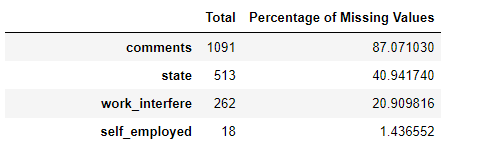 Total Percentage of Missing Values
comments 1091 87.071030
state 513 40.941740
work_interfere 262 20.909816
self_employed 18 1.436552